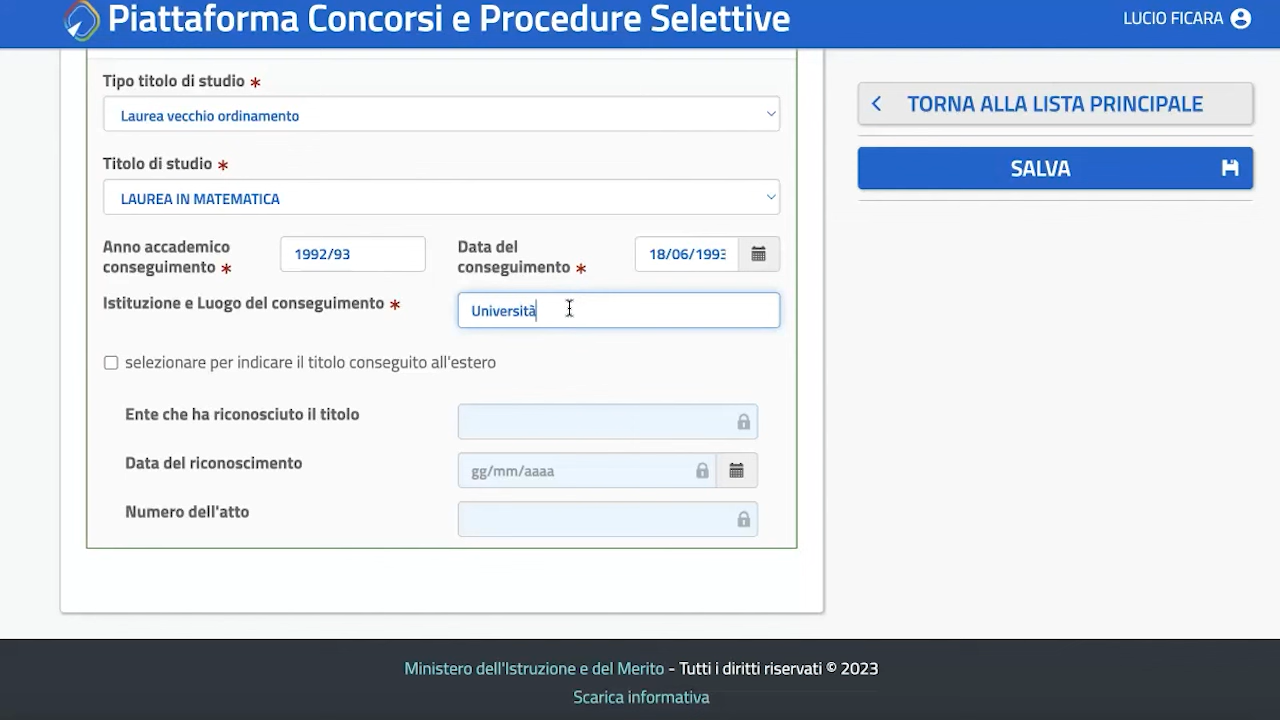 Piattaforma Concorsi e Procedure Selettive
LUCIO FICARA
Tipo titolo di studio *
Laurea vecchio ordinamento
Titolo di studio *
LAUREA IN MATEMATICA
Anno accademico
conseguimento *
1992/93
Data del
conseguimento *
18/06/1993
Istituzione e Luogo del conseguimento *
Università
selezionare per indicare il titolo conseguito all'estero
Ente che ha riconosciuto il titolo
Data del riconoscimento
gg/mm/aaaa
Numero dell'atto
TORNA ALLA LISTA PRINCIPALE
SALVA
Ministero dell'Istruzione e del Merito - Tutti i diritti riservati © 2023
Scarica informativa